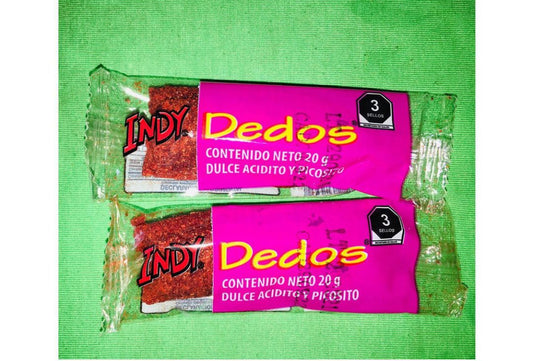 INDY
Dedos
CONTENIDO NETO 20 g
DULCE ACIDITO Y PICOSITO
3
SELLOS
INDY
Dedos
CONTENIDO NETO 20 g
DULCE ACIDITO Y PICOSITO
3
SELLOS